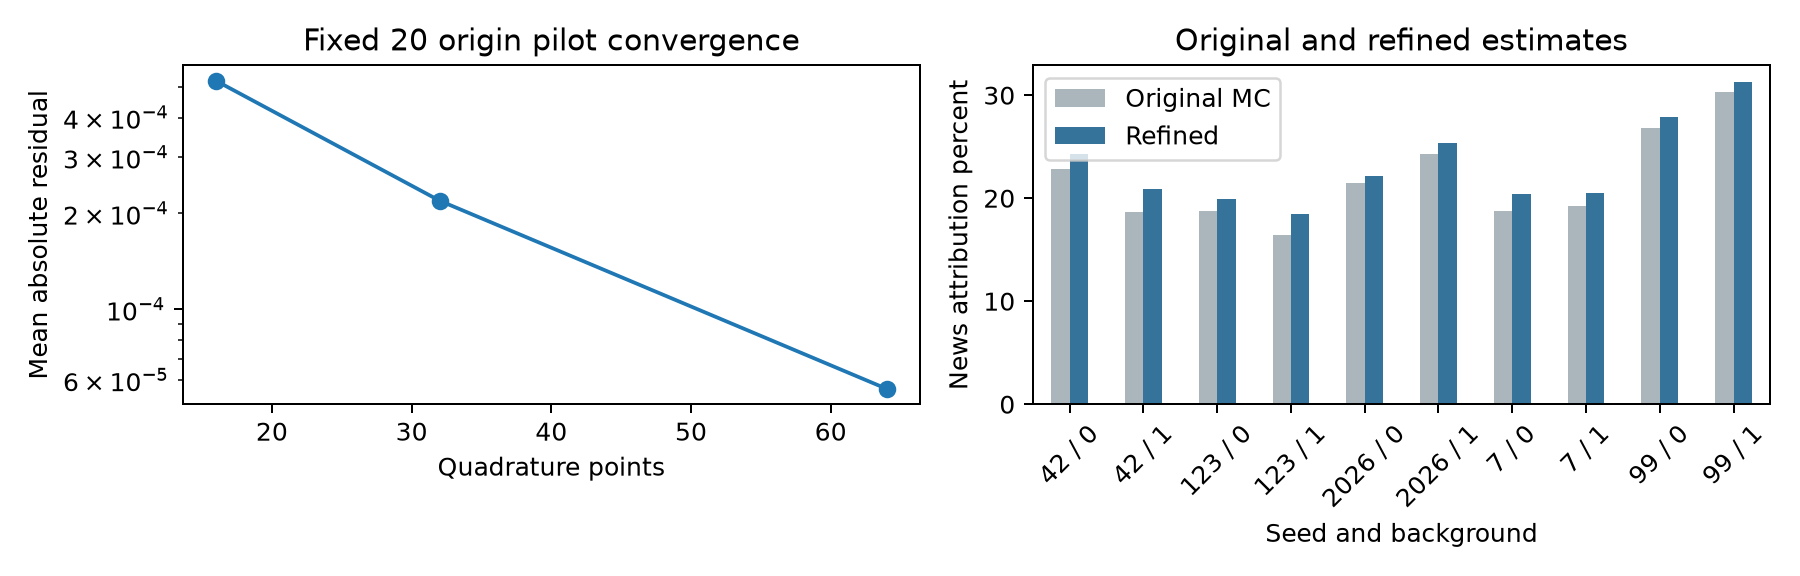 Fixed 20 origin pilot convergence
Mean absolute residual
4 × 10⁻⁴
3 × 10⁻⁴
2 × 10⁻⁴
10⁻⁴
6 × 10⁻⁵
20 30 40 50 60
Quadrature points
Original and refined estimates
News attribution percent
30
20
10
0
Original MC
Refined
42 / 0 42 / 1 123 / 0 123 / 1 2026 / 0 2026 / 1 7 / 0 7 / 1 99 / 0 99 / 1
Seed and background